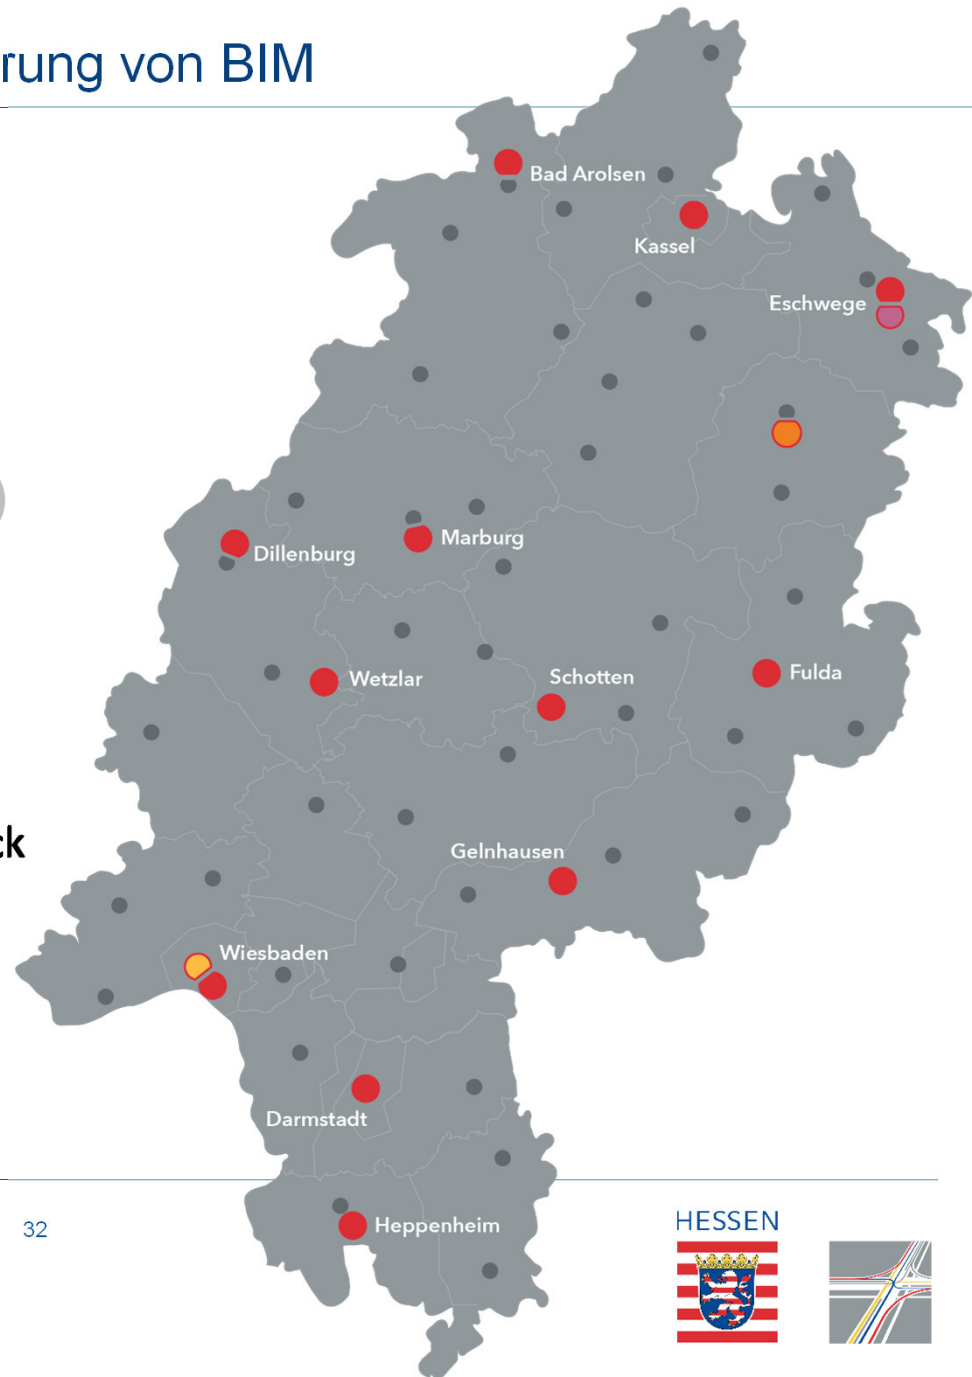 rung von BIM
Bad Arolsen
Kassel
Eschwege
Marburg
Dillenburg
Wetzlar
Schotten
Fulda
ck
Gelnhausen
Wiesbaden
Darmstadt
32
Heppenheim
HESSEN